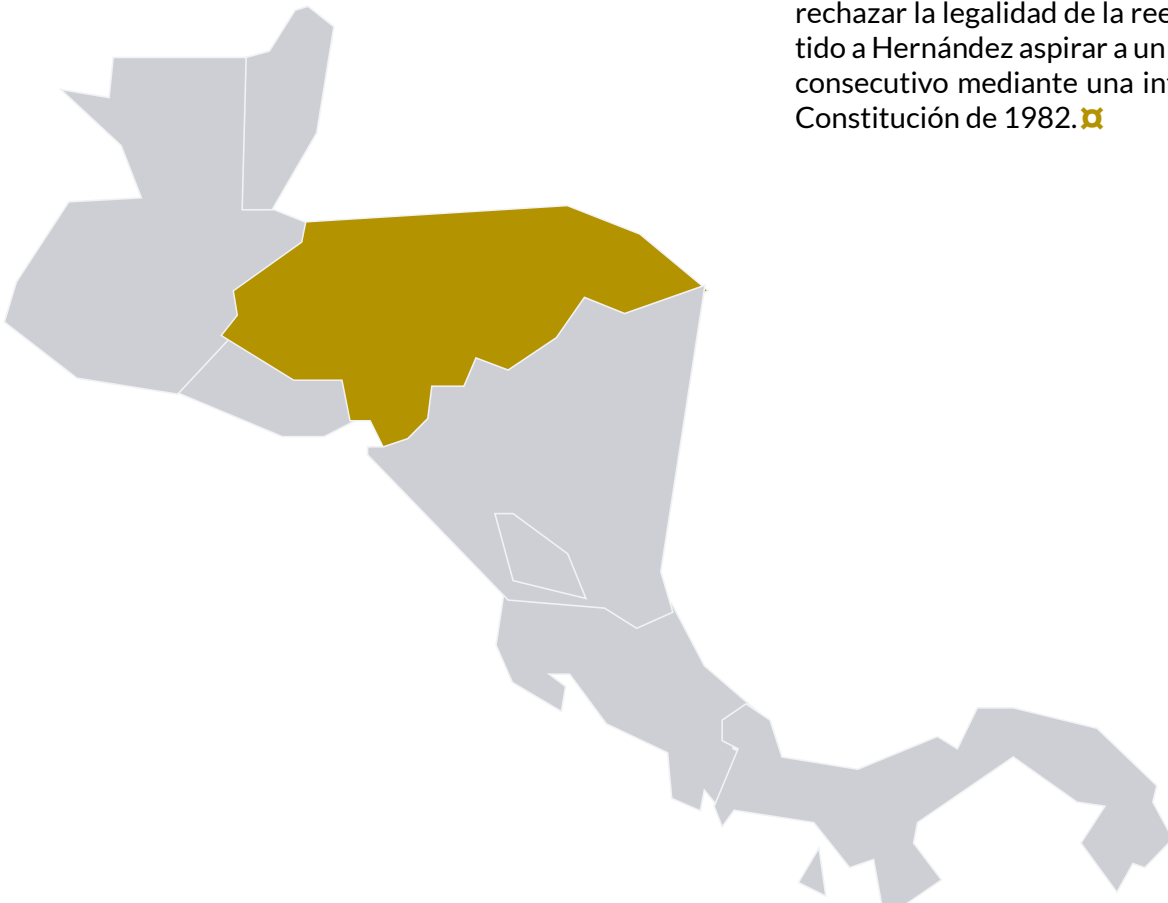 rechazar la legalidad de la ree
tido a Hernández aspirar a un
consecutivo mediante una in
Constitución de 1982.